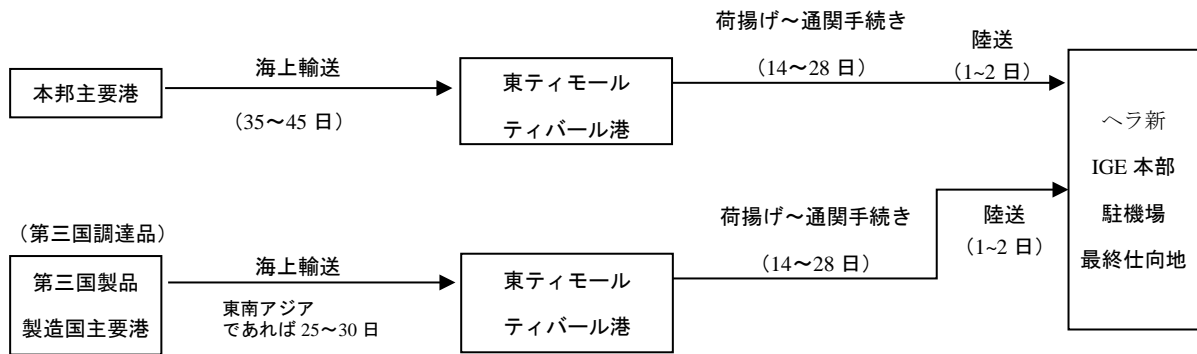 本邦主要港
海上輸送
（35～45 日）
東ティモール
ティバール港
荷揚げ～通関手続き
（14～28 日）
陸送
（1~2 日）
ヘラ新
IGE 本部
駐機場
最終仕向地
（第三国調達品）
第三国製品
製造国主要港
海上輸送
東南アジア
であれば 25～30 日
東ティモール
ティバール港
荷揚げ～通関手続き
（14～28 日）
陸送
（1~2 日）